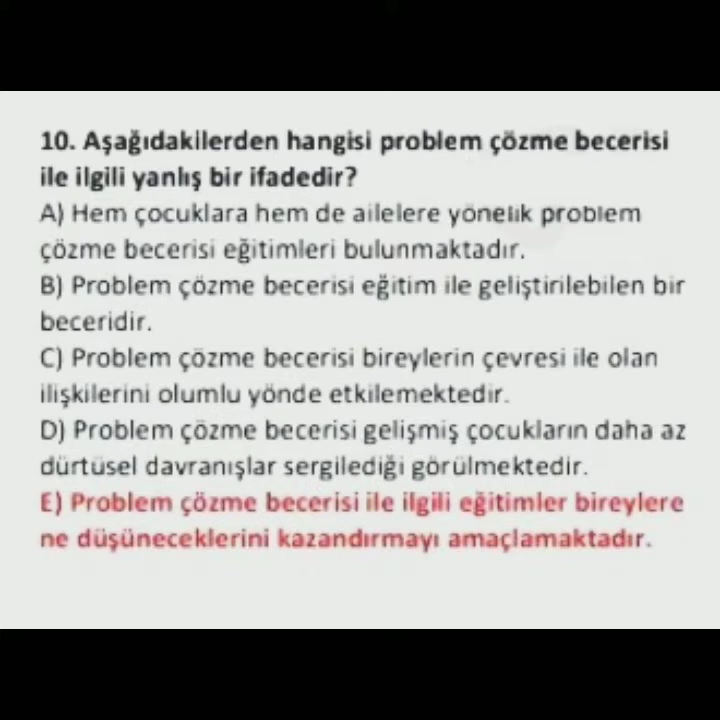 10. Aşağıdakilerden hangisi problem çözme becerisi
ile ilgili yanlış bir ifadedir?
A) Hem çocuklara hem de ailelere yönelik problem
çözme becerisi eğitimleri bulunmaktadır.
B) Problem çözme becerisi eğitim ile geliştirilebilen bir
beceridir.
C) Problem çözme becerisi bireylerin çevresi ile olan
ilişkilerini olumlu yönde etkilemektedir.
D) Problem çözme becerisi gelişmiş çocukların daha az
dürtüsel davranışlar sergilediği görülmektedir.
E) Problem çözme becerisi ile ilgili eğitimler bireylere
ne düşüneceklerini kazandırmayı amaçlamaktadır.